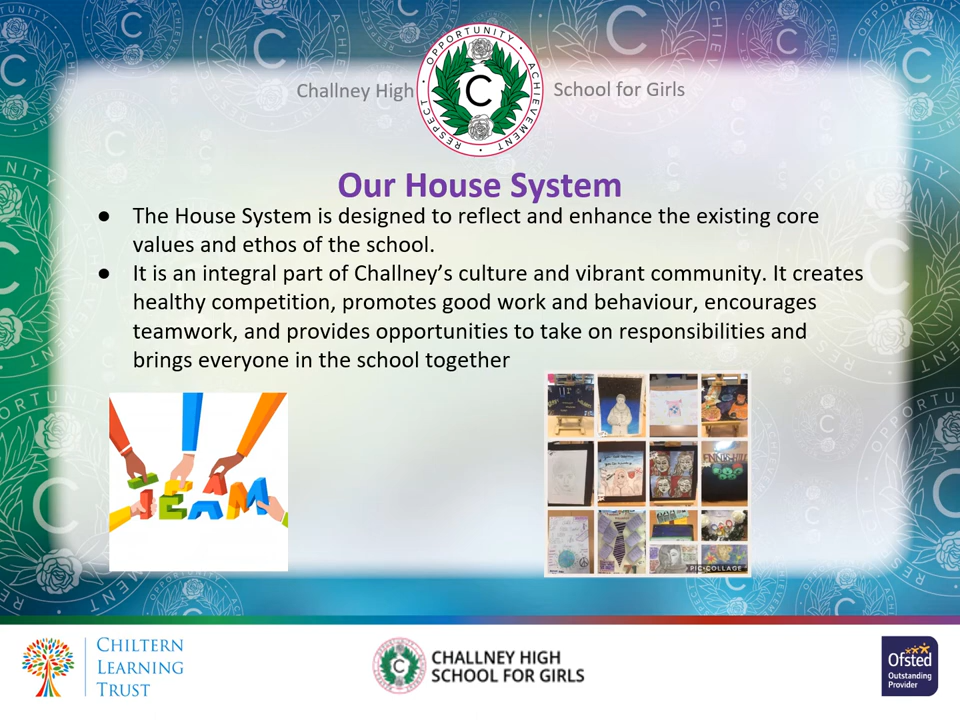 Challney High
School for Girls
RESPECT • OPPORTUNITY • ACHIEVEMENT •
C
Our House System
● The House System is designed to reflect and enhance the existing core
values and ethos of the school.
● It is an integral part of Challney’s culture and vibrant community. It creates
healthy competition, promotes good work and behaviour, encourages
teamwork, and provides opportunities to take on responsibilities and
brings everyone in the school together
TEAM
PIC•COLLAGE
CHILTERN
LEARNING
TRUST
C
CHALLNEY HIGH
SCHOOL FOR GIRLS
Ofsted
Outstanding
Provider